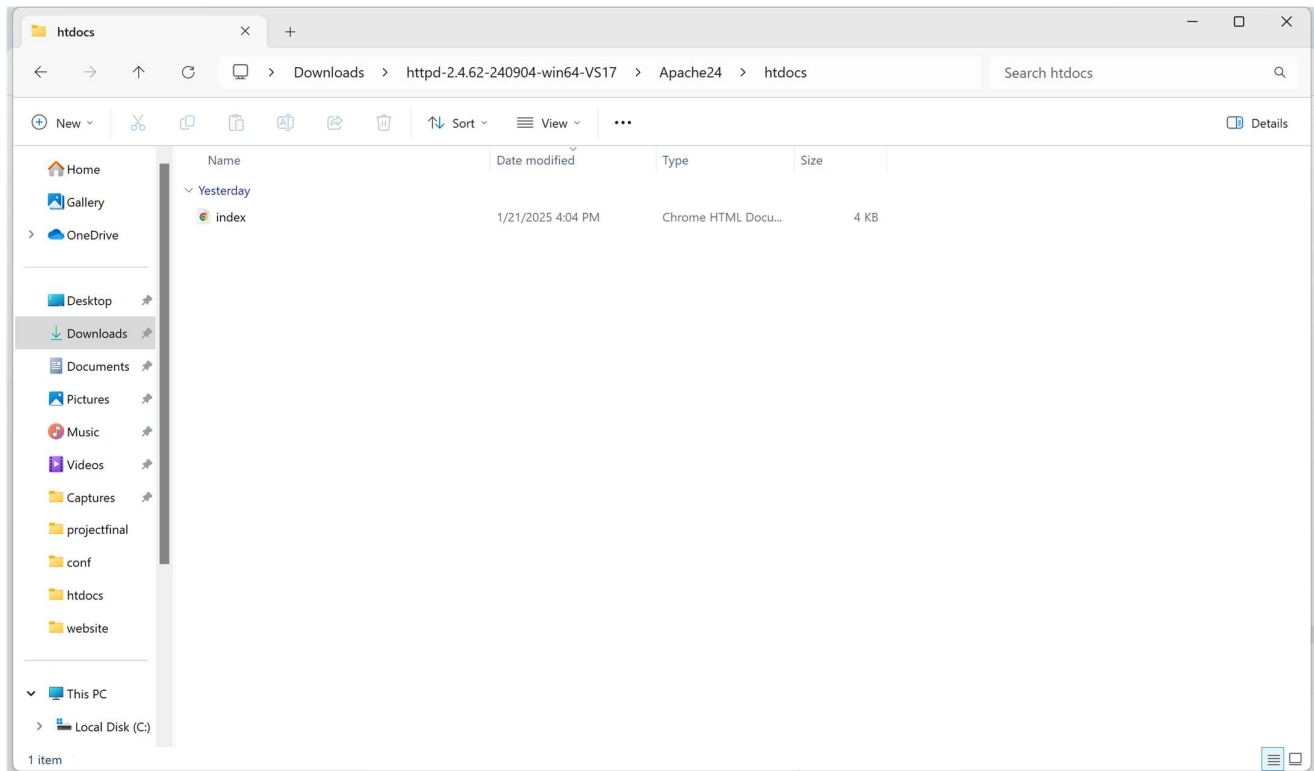 htdocs
Downloads > httpd-2.4.62-240904-win64-VS17 > Apache24 > htdocs
Search htdocs
New
Sort
View
Details
Name Date modified Type Size
Yesterday
index 1/21/2025 4:04 PM Chrome HTML Docu... 4 KB
Home
Gallery
OneDrive
Desktop
Downloads
Documents
Pictures
Music
Videos
Captures
projectfinal
conf
htdocs
website
This PC
Local Disk (C:)
1 item